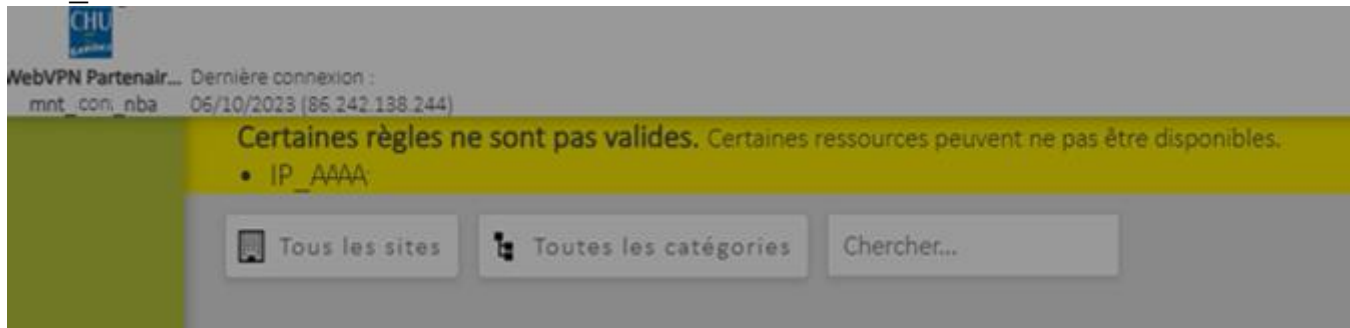 CHU
WebVPN Partenair... Dernière connexion :
mnt_con_nba 06/10/2023 (86.242.138.244)
Certaines règles ne sont pas valides. Certaines ressources peuvent ne pas être disponibles.
• IP_AAAA
Tous les sites Toutes les catégories Chercher...